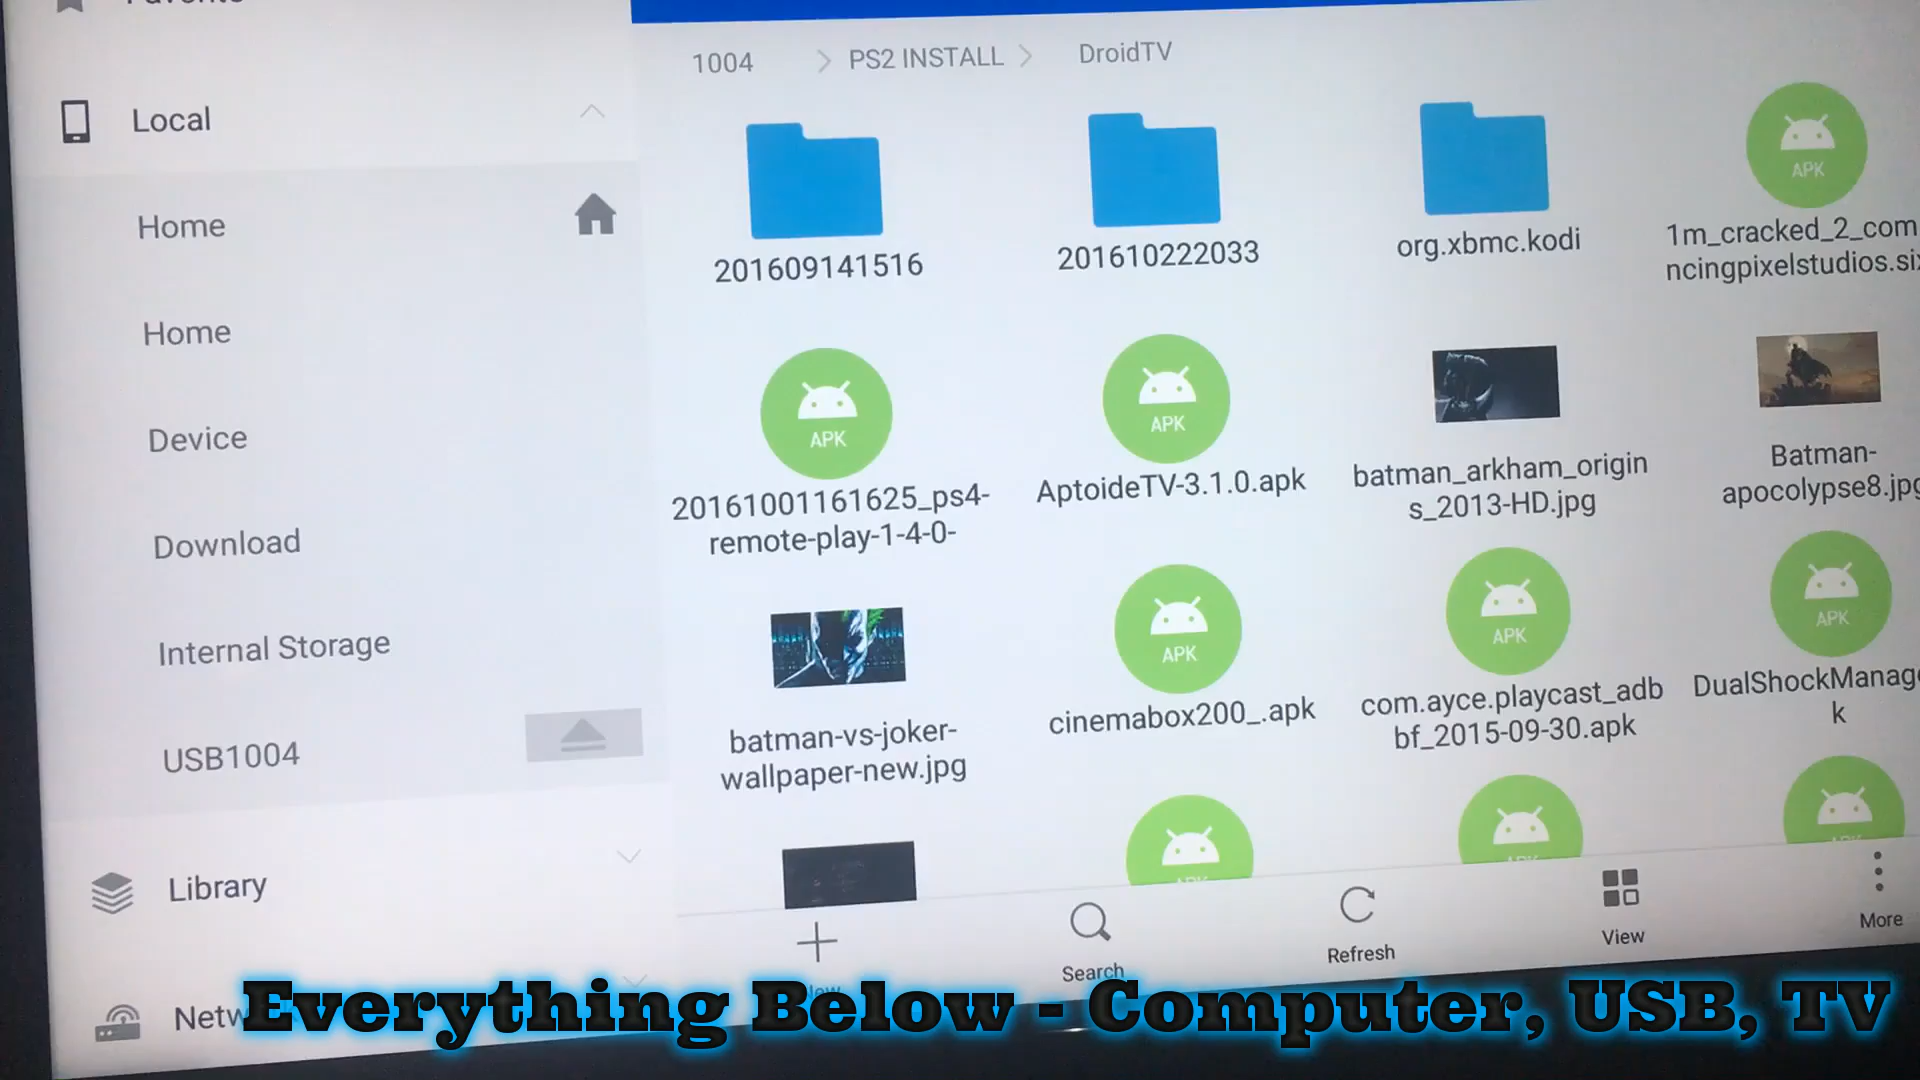 Local
Home
Home
Device
Download
Internal Storage
USB1004
Library
1004
PS2 INSTALL
DroidTV
201609141516
201610222033
org.xbmc.kodi
APK
1m_cracked_2_com
ncingpixelstudios.six
APK
20161001161625_ps4-
remote-play-1-4-0-
APK
AptoideTV-3.1.0.apk
batman_arkham_origin
s_2013-HD.jpg
Batman-
apocolypse8.jpg
batman-vs-joker-
wallpaper-new.jpg
APK
cinemabox200_.apk
APK
com.ayce.playcast_adb
bf_2015-09-30.apk
APK
DualShockManage
k
Search
Refresh
View
More
Everything Below - Computer, USB, TV